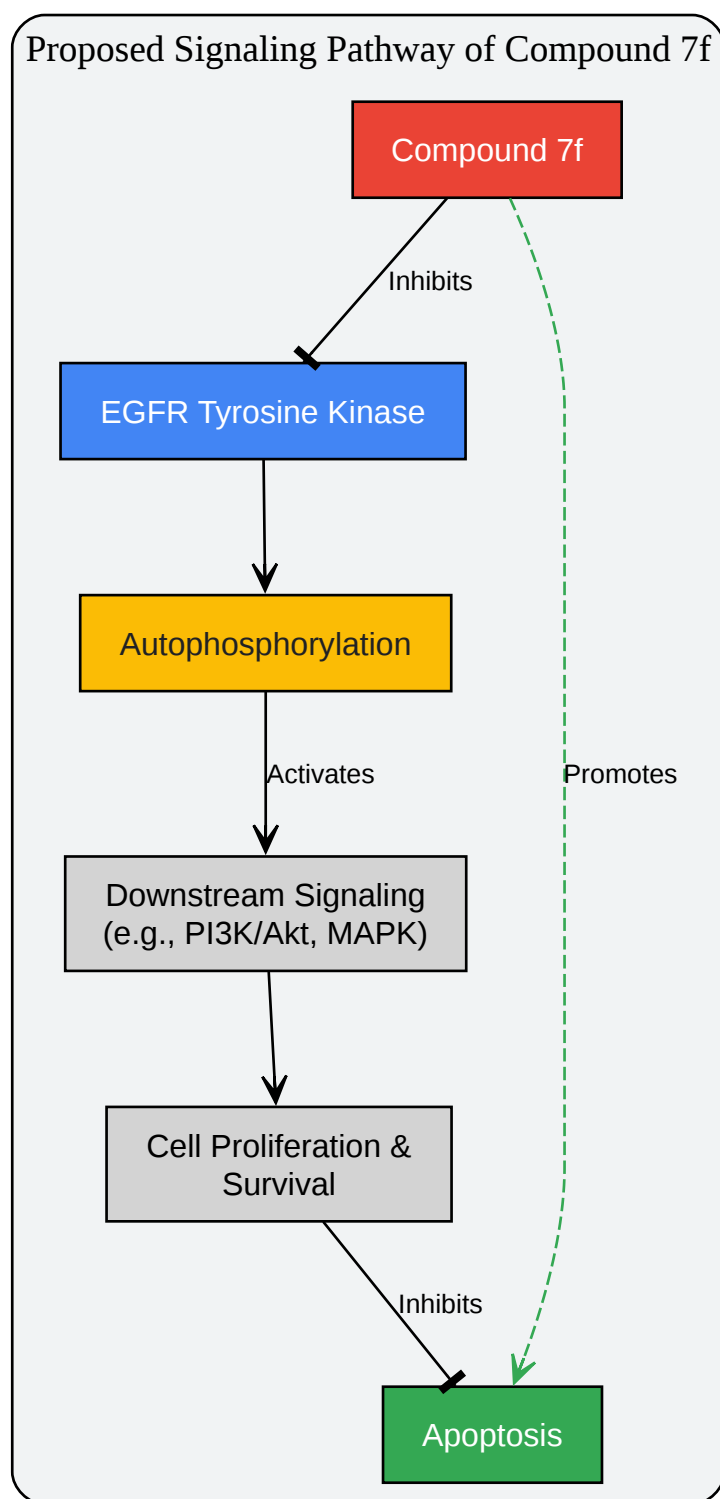 Proposed Signaling Pathway of Compound 7f
Compound 7f
Inhibits
EGFR Tyrosine Kinase
Autophosphorylation
Activates
Promotes
Downstream Signaling
(e.g., PI3K/Akt, MAPK)
Cell Proliferation &
Survival
Inhibits
Apoptosis